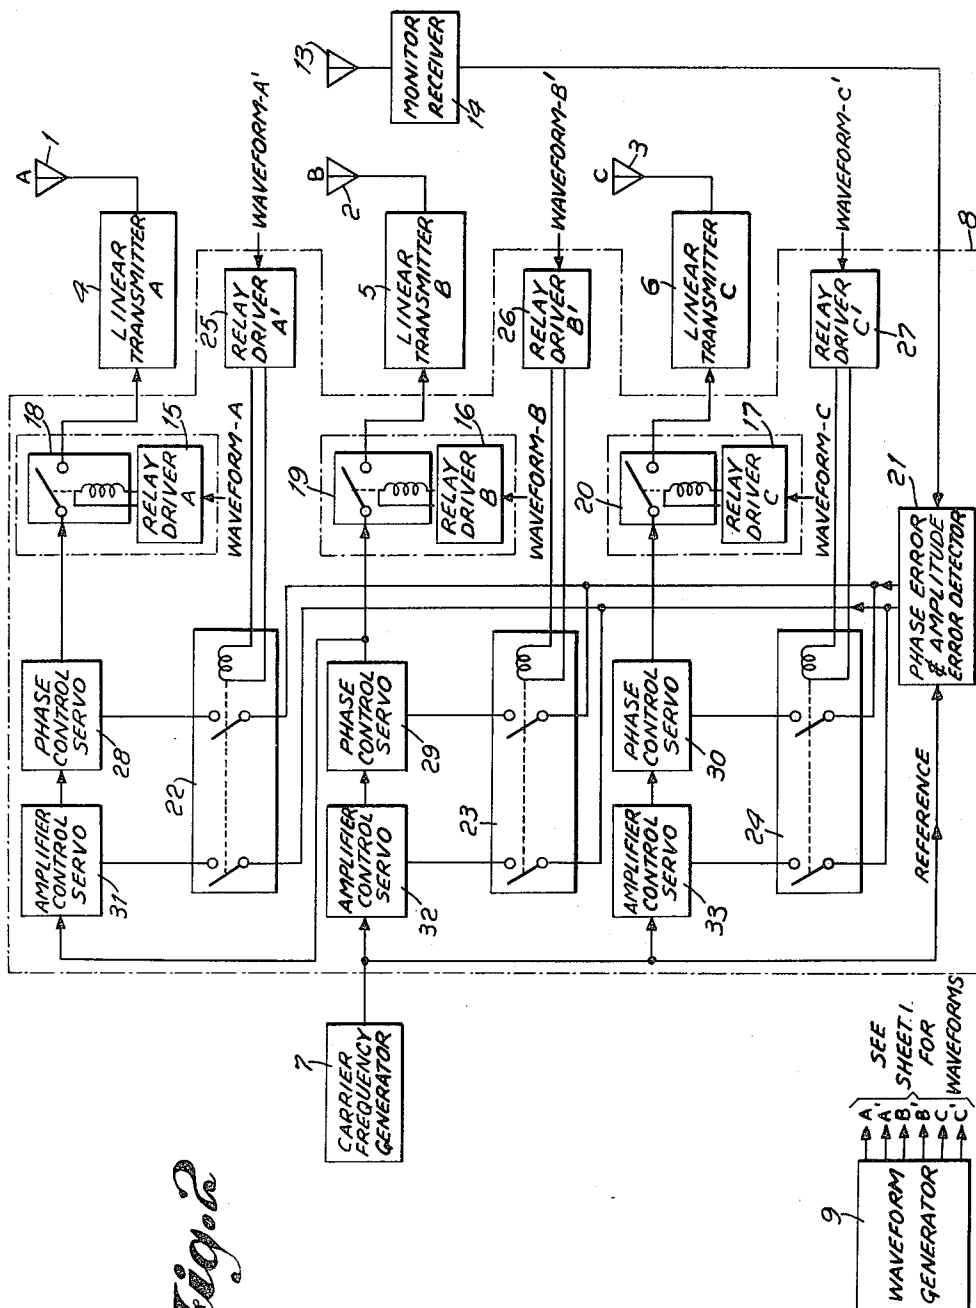 Fig. 2
7
CARRIER
FREQUENCY
GENERATOR
9
WAVEFORM
GENERATOR
A
A'
B
B'
C
C'
SEE
SHEET. 1.
FOR
WAVEFORMS
AMPLIFIER
CONTROL
SERVO
31
PHASE
CONTROL
SERVO
28
18
RELAY
DRIVER
A
15
WAVEFORM-A
4
LINEAR
TRANSMITTER
A
A
1
22
25
RELAY
DRIVER
A'
WAVEFORM-A'
AMPLIFIER
CONTROL
SERVO
32
PHASE
CONTROL
SERVO
29
19
RELAY
DRIVER
B
16
WAVEFORM-B
5
LINEAR
TRANSMITTER
B
B
2
23
26
RELAY
DRIVER
B'
WAVEFORM-B'
13
MONITOR
RECEIVER
14
AMPLIFIER
CONTROL
SERVO
33
PHASE
CONTROL
SERVO
30
20
RELAY
DRIVER
C
17
WAVEFORM-C
6
LINEAR
TRANSMITTER
C
C
3
24
27
RELAY
DRIVER
C'
WAVEFORM-C'
REFERENCE
PHASE ERROR
& AMPLITUDE
ERROR DETECTOR
21
8